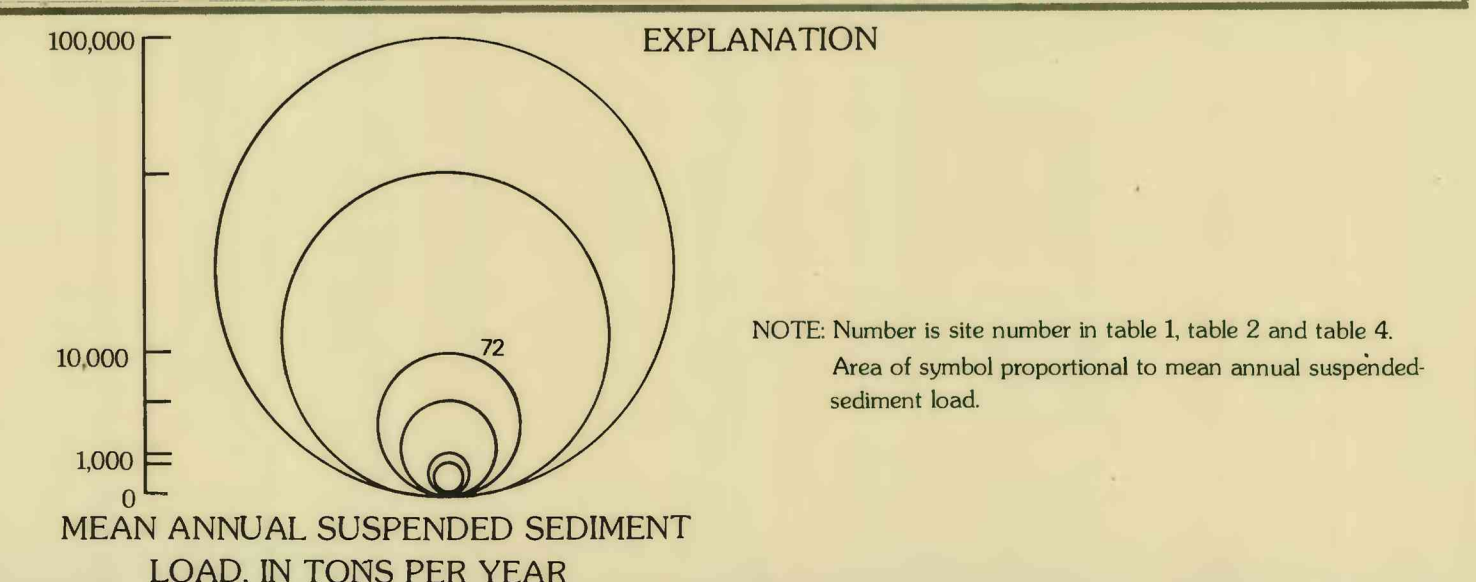 EXPLANATION
100,000
72
10,000
1,000
0
MEAN ANNUAL SUSPENDED SEDIMENT
LOAD, IN TONS PER YEAR
NOTE: Number is site number in table 1, table 2 and table 4.
Area of symbol proportional to mean annual suspended-
sediment load.